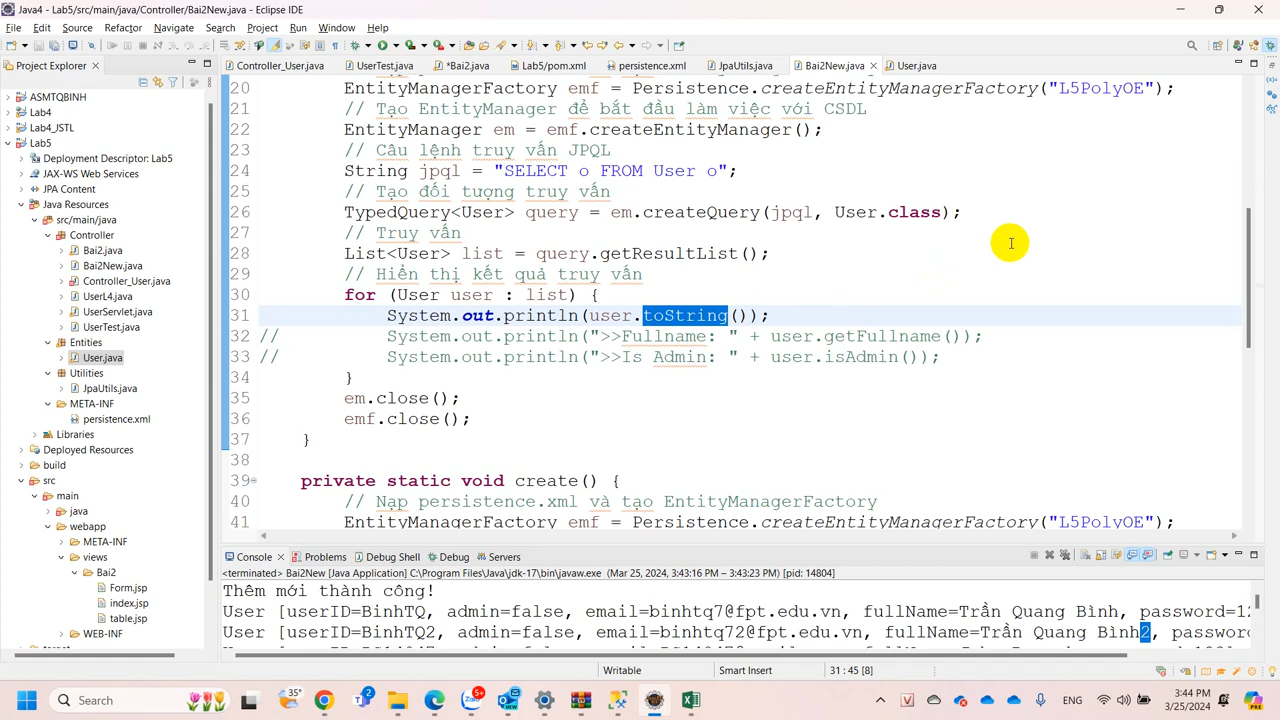 Java4 - Lab5/src/main/java/Controller/Bai2New.java - Eclipse IDE
File Edit Source Refactor Navigate Search Project Run Window Help
Project Explorer
Controller_User.java UserTest.java *Bai2.java Lab5/pom.xml persistence.xml JpaUtils.java Bai2New.java User.java
ASMTQBINH
Lab4
Lab4_JSTL
Lab5
Deployment Descriptor: Lab5
JAX-WS Web Services
JPA Content
Java Resources
src/main/java
Controller
Bai2.java
Bai2New.java
Controller_User.java
UserL4.java
UserServlet.java
UserTest.java
Entities
User.java
Utilities
JpaUtils.java
META-INF
persistence.xml
Libraries
Deployed Resources
build
src
main
java
webapp
META-INF
views
Bai2
Form.jsp
index.jsp
table.jsp
WEB-INF
20 EntityManagerFactory emf = Persistence.createEntityManagerFactory("L5PolyOE");
21 // Tạo EntityManager để bắt đầu làm việc với CSDL
22 EntityManager em = emf.createEntityManager();
23 // Câu lệnh truy vấn JPQL
24 String jpql = "SELECT o FROM User o";
25 // Tạo đối tượng truy vấn
26 TypedQuery<User> query = em.createQuery(jpql, User.class);
27 // Truy vấn
28 List<User> list = query.getResultList();
29 // Hiển thị kết quả truy vấn
30 for (User user : list) {
31 System.out.println(user.toString());
32 // System.out.println(">>Fullname: " + user.getFullname());
33 // System.out.println(">>Is Admin: " + user.isAdmin());
34 }
35 em.close();
36 emf.close();
37 }
38
39 private static void create() {
40 // Nạp persistence.xml và tạo EntityManagerFactory
41 EntityManagerFactory emf = Persistence.createEntityManagerFactory("L5PolyOE");
Console Problems Debug Shell Debug Servers
<terminated> Bai2New [Java Application] C:\Program Files\Java\jdk-17\bin\javaw.exe (Mar 25, 2024, 3:43:16 PM – 3:43:23 PM) [pid: 14804]
Thêm mới thành công!
User [userID=BinhTQ, admin=false, email=binhtq7@fpt.edu.vn, fullName=Trần Quang Bình, password=1
User [userID=BinhTQ2, admin=false, email=binhtq72@fpt.edu.vn, fullName=Trần Quang Bình2, password
Writable Smart Insert 31 : 45 [8]
Search 35° 2 5+ ENG 3:44 PM
3/25/2024